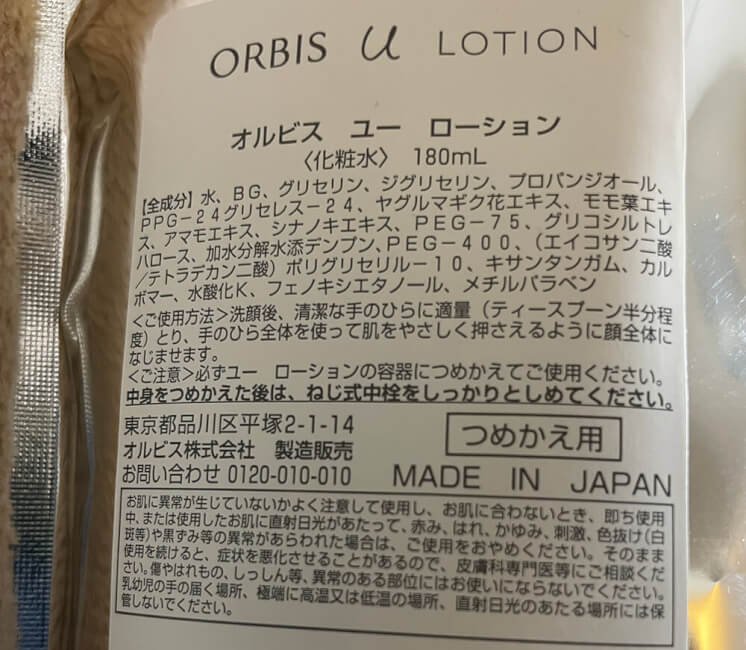 ORBIS u LOTION
オルビス ユー ローション
〈化粧水〉 180mL
【全成分】水、BG、グリセリン、ジグリセリン、プロパンジオール、
PPG-24グリセレス-24、ヤグルマギク花エキス、モモ葉エキ
ス、アマモエキス、シナノキエキス、PEG-75、グリコシルトレ
ハロース、加水分解水添デンプン、PEG-400、（エイコサン二酸
／テトラデカン二酸）ポリグリセリル-10、キサンタンガム、カル
ボマー、水酸化K、フェノキシエタノール、メチルパラベン
＜ご使用方法＞洗顔後、清潔な手のひらに適量（ティースプーン半分程
度）とり、手のひら全体を使って肌をやさしく押さえるように顔全体に
なじませます。
＜ご注意＞必ずユー ローションの容器につめかえてご使用ください。
中身をつめかえた後は、ねじ式中栓をしっかりとしめてください。
東京都品川区平塚2-1-14
オルビス株式会社 製造販売
つめかえ用
お問い合わせ 0120-010-010 MADE IN JAPAN
お肌に異常が生じていないかよく注意して使用し、お肌に合わないとき、即ち使用
中、または使用したお肌に直射日光があたって、赤み、はれ、かゆみ、刺激、色抜け（白
斑等）や黒ずみ等の異常があらわれた場合は、ご使用をおやめください。そのまま
使用を続けると、症状を悪化させることがあるので、皮膚科専門医等にご相談くだ
さい。傷やはれもの、しっしん等、異常のある部位にはお使いにならないでください。
乳幼児の手の届く場所、極端に高温又は低温の場所、直射日光のあたる場所には保
管しないでください。